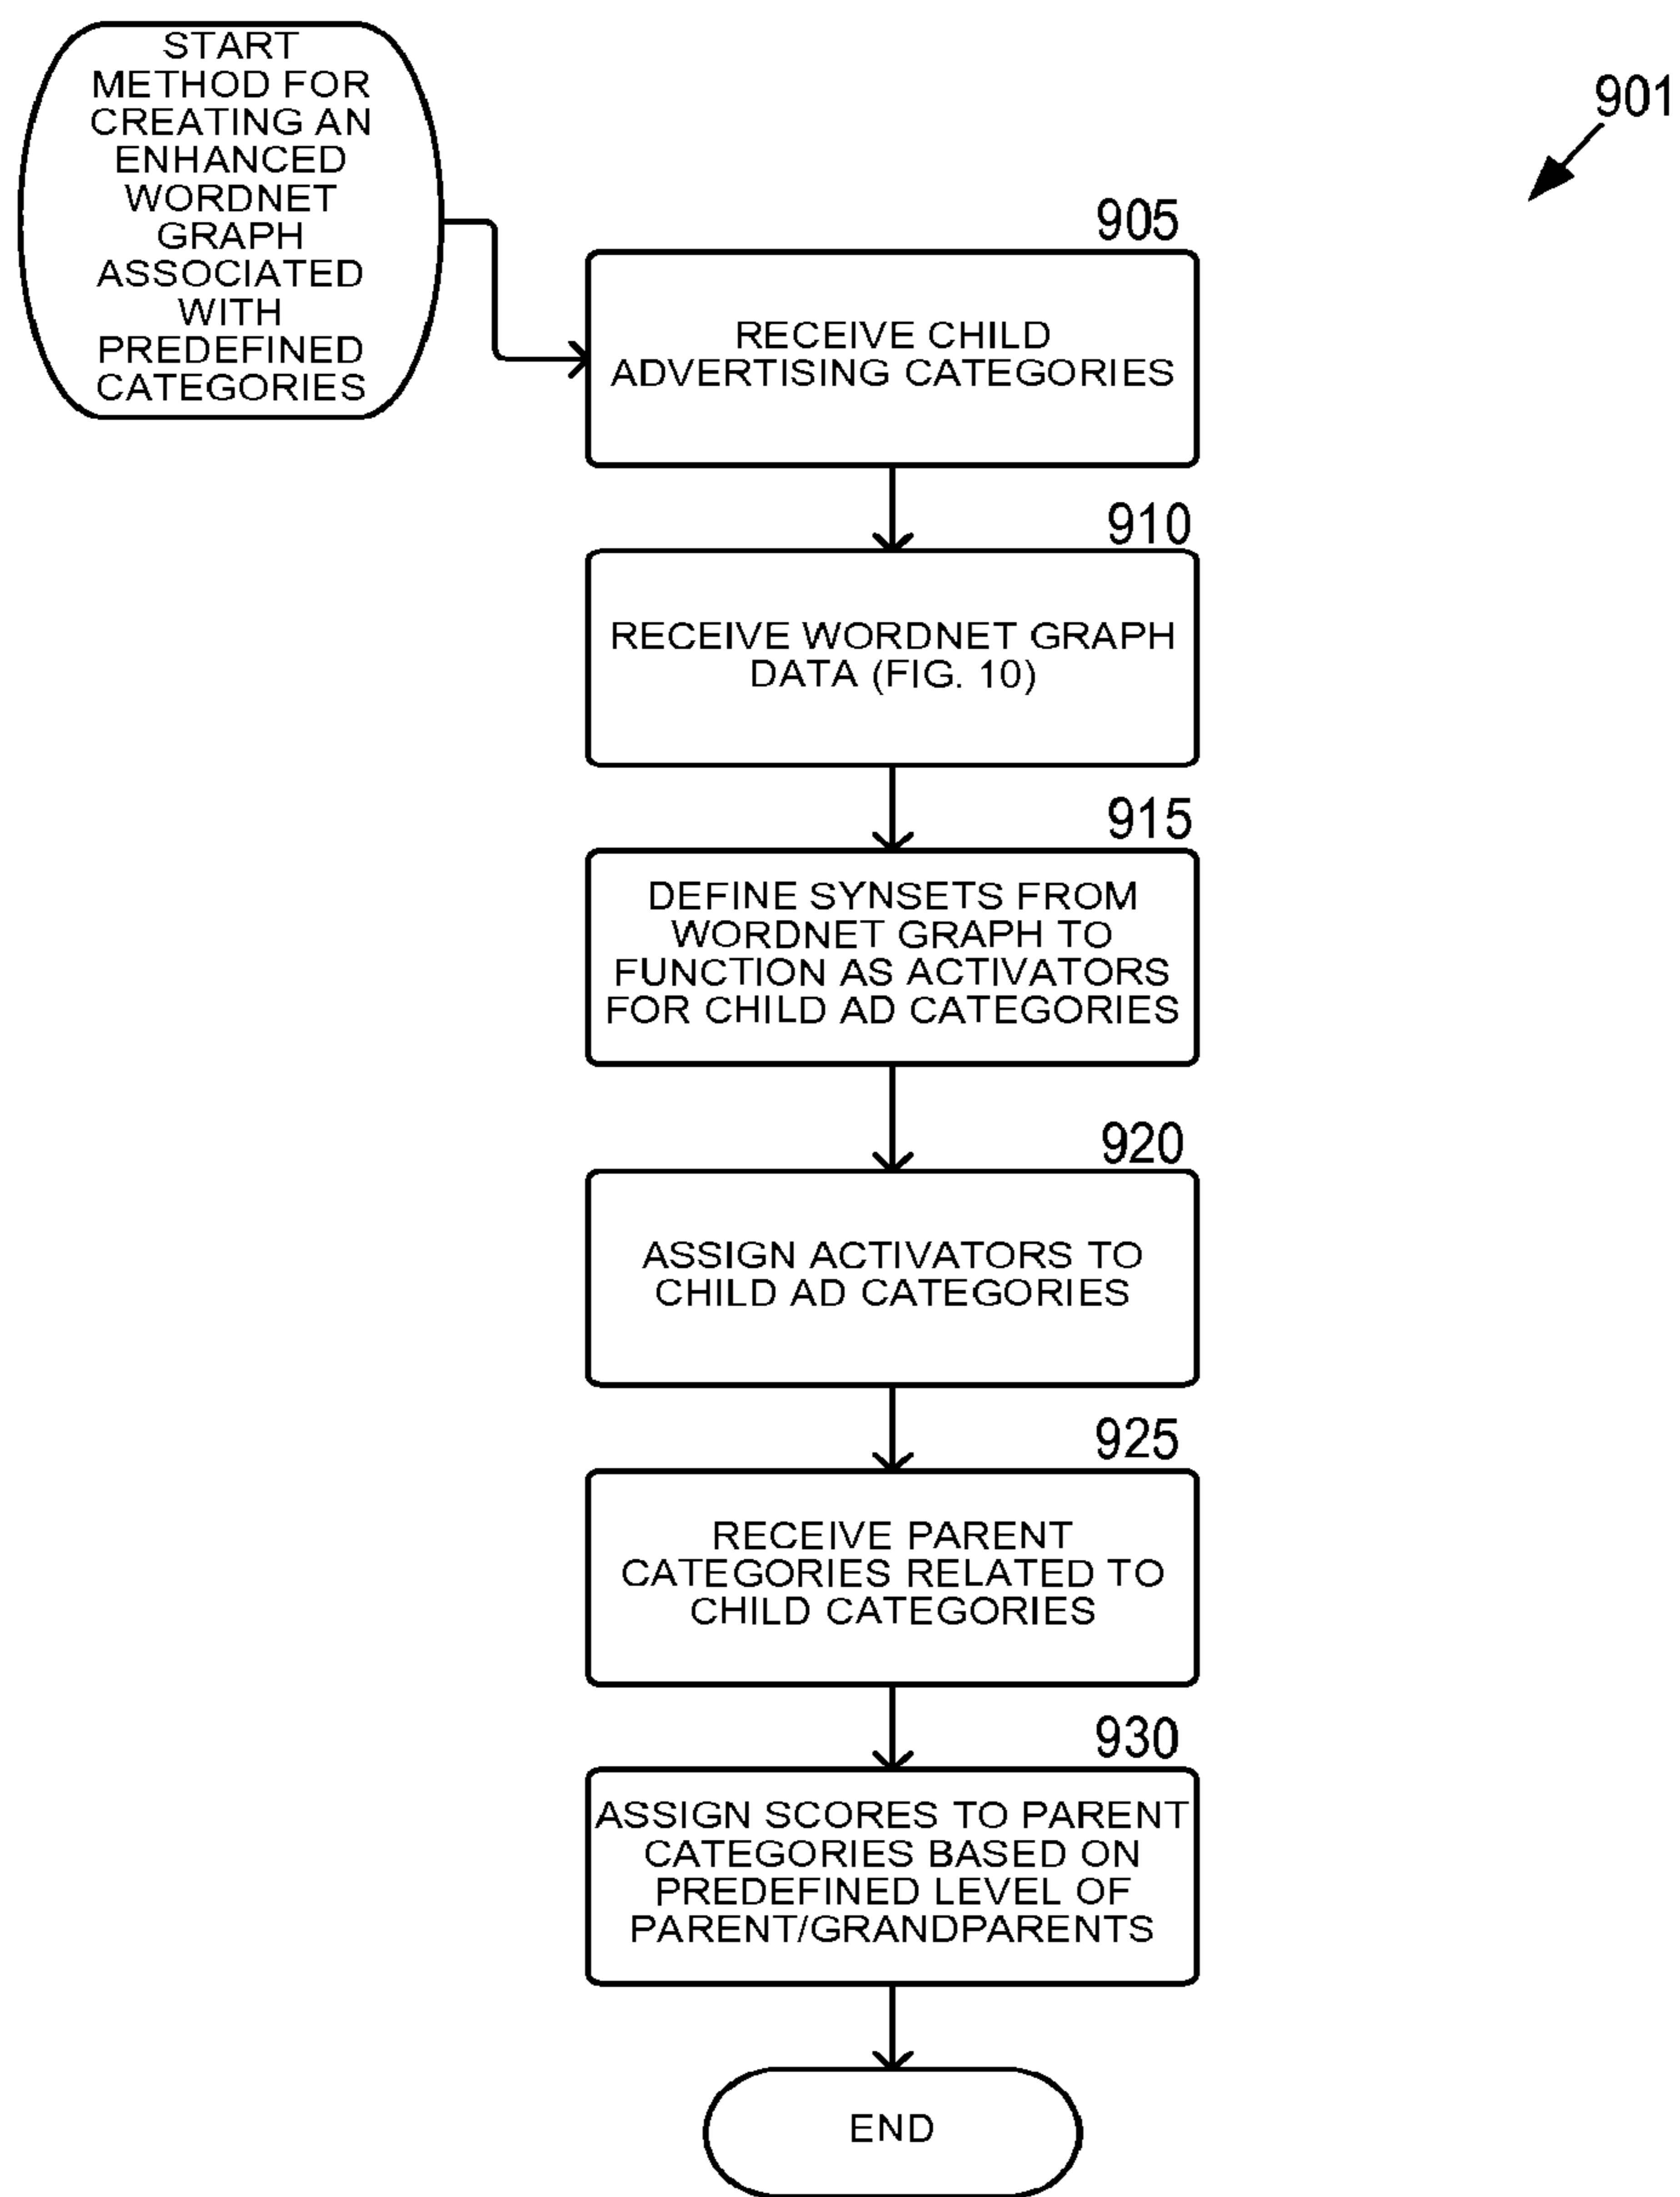 START
METHOD FOR
CREATING AN
ENHANCED
WORDNET
GRAPH
ASSOCIATED
WITH
PREDEFINED
CATEGORIES
901
905
RECEIVE CHILD
ADVERTISING CATEGORIES
910
RECEIVE WORDNET GRAPH
DATA (FIG. 10)
915
DEFINE SYNSETS FROM
WORDNET GRAPH TO
FUNCTION AS ACTIVATORS
FOR CHILD AD CATEGORIES
920
ASSIGN ACTIVATORS TO
CHILD AD CATEGORIES
925
RECEIVE PARENT
CATEGORIES RELATED TO
CHILD CATEGORIES
930
ASSIGN SCORES TO PARENT
CATEGORIES BASED ON
PREDEFINED LEVEL OF
PARENT/GRANDPARENTS
END